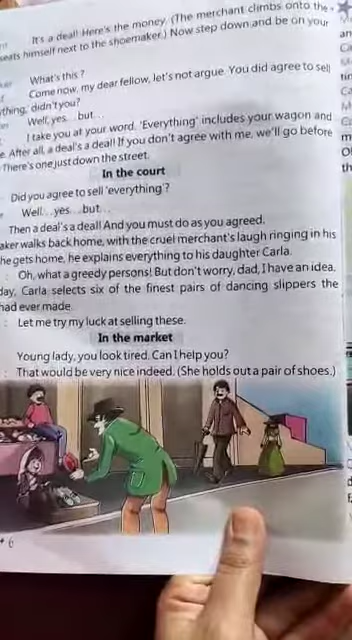 It's a deal! Here's the money. (The merchant climbs onto the
seats himself next to the shoemaker.) Now step down and be on your
What's this ?
Come now, my dear fellow, let's not argue. You did agree to sell
thing, didn't you?
Well, yes... but...
I take you at your word. 'Everything' includes your wagon and
e. After all, a deal's a deal! If you don't agree with me, we'll go before
There's one just down the street.
In the court
Did you agree to sell 'everything ?
Well...yes...but...
Then a deal's a deal! And you must do as you agreed.
aker walks back home, with the cruel merchant's laugh ringing in his
he gets home, he explains everything to his daughter Carla.
: Oh, what a greedy persons! But don't worry, dad, I have an idea.
day, Carla selects six of the finest pairs of dancing slippers the
had ever made.
: Let me try my luck at selling these.
In the market
Young lady, you look tired. Can I help you?
: That would be very nice indeed. (She holds out a pair of shoes.)
6